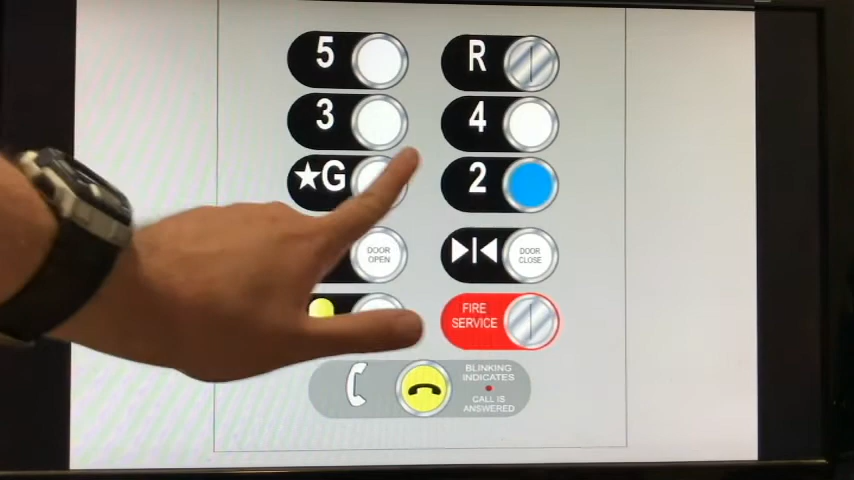 5
R
3
4
★G
2
DOOR
OPEN
DOOR
CLOSE
FIRE
SERVICE
BLINKING
INDICATES
CALL IS
ANSWERED